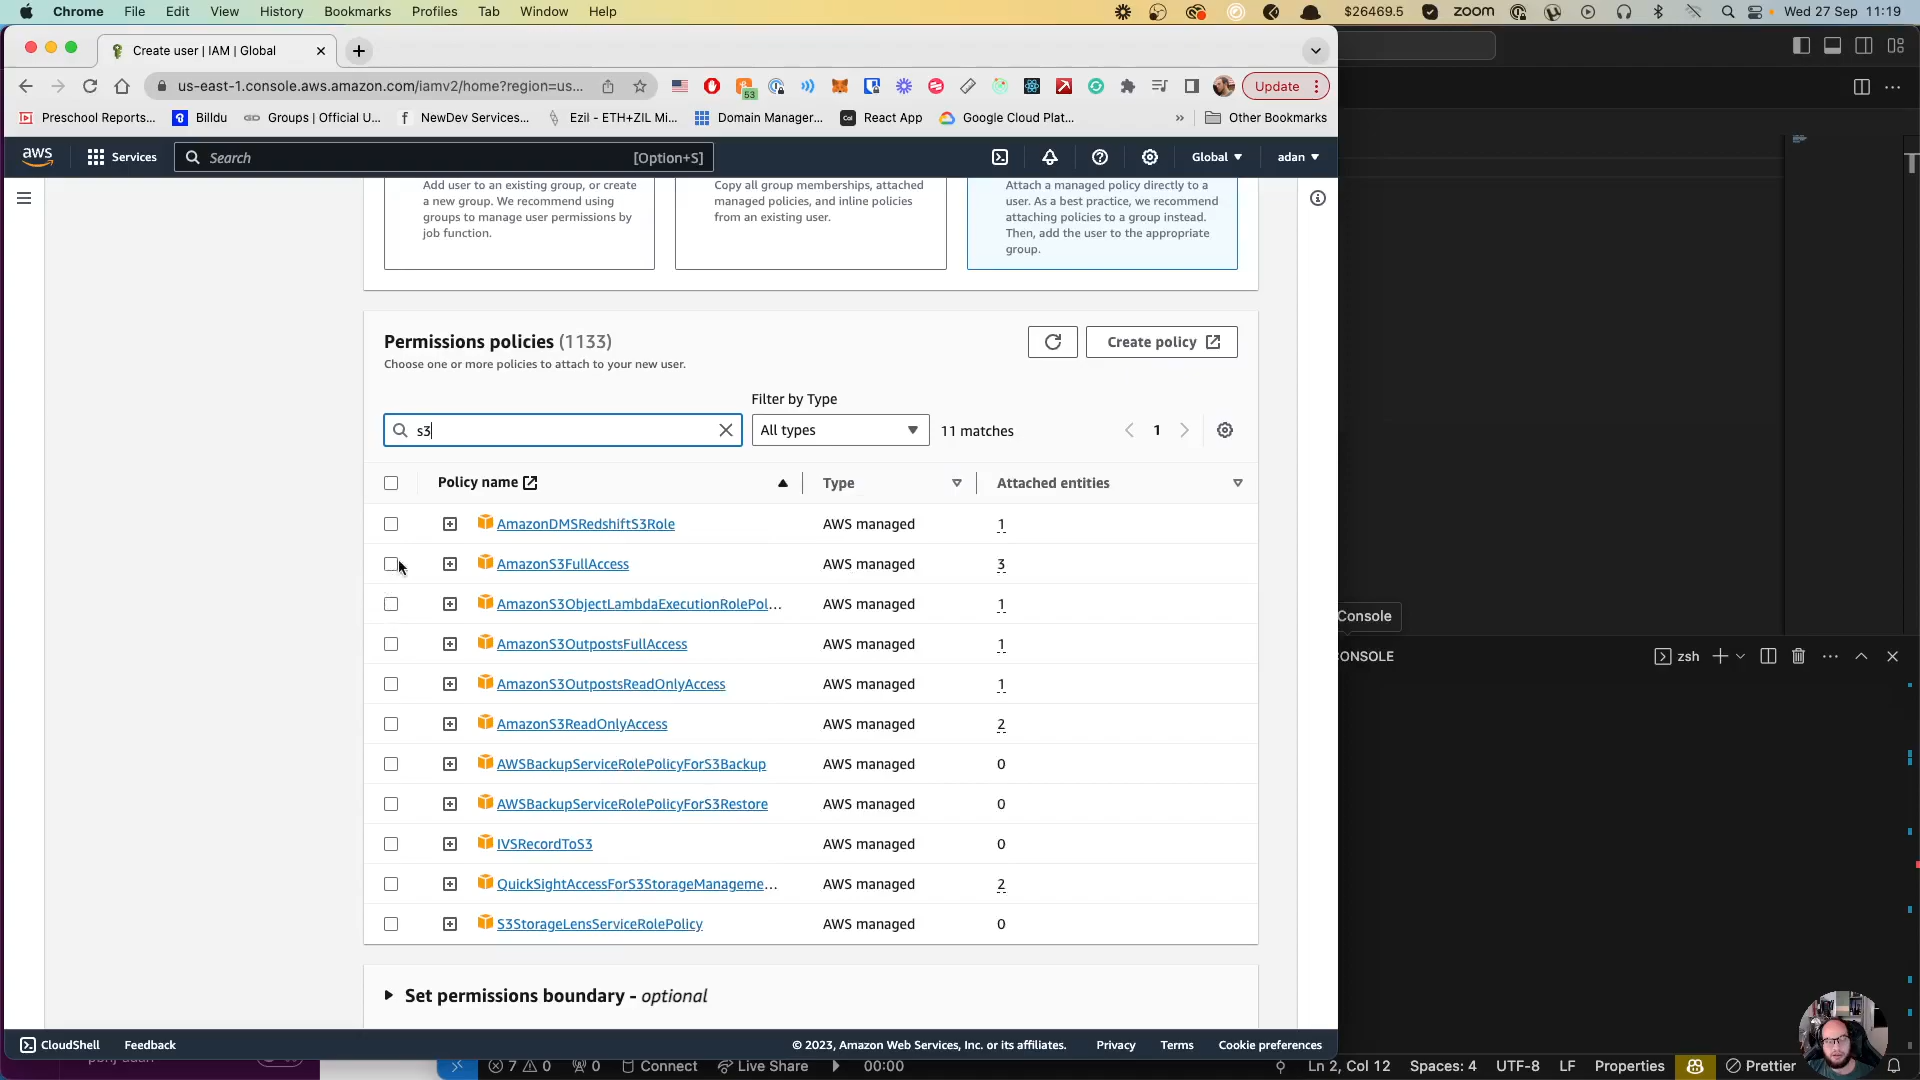 Chrome File Edit View History Bookmarks Profiles Tab Window Help $26469.5 zoom Wed 27 Sep 11:19
Create user | IAM | Global
us-east-1.console.aws.amazon.com/iamv2/home?region=us... 53 Update
Preschool Reports... Billdu Groups | Official U... NewDev Services... Ezil - ETH+ZIL Mi... Domain Manager... Col React App Google Cloud Plat... » Other Bookmarks
aws Services Search [Option+S] Global adan
Add user to an existing group, or create
a new group. We recommend using
groups to manage user permissions by
job function.
Copy all group memberships, attached
managed policies, and inline policies
from an existing user.
Attach a managed policy directly to a
user. As a best practice, we recommend
attaching policies to a group instead.
Then, add the user to the appropriate
group.
Permissions policies (1133)
Choose one or more policies to attach to your new user.
Create policy
Filter by Type
s3 All types 11 matches 1
Policy name Type Attached entities
AmazonDMSRedshiftS3Role AWS managed 1
AmazonS3FullAccess AWS managed 3
AmazonS3ObjectLambdaExecutionRolePol... AWS managed 1
AmazonS3OutpostsFullAccess AWS managed 1
AmazonS3OutpostsReadOnlyAccess AWS managed 1
AmazonS3ReadOnlyAccess AWS managed 2
AWSBackupServiceRolePolicyForS3Backup AWS managed 0
AWSBackupServiceRolePolicyForS3Restore AWS managed 0
IVSRecordToS3 AWS managed 0
QuickSightAccessForS3StorageManageme... AWS managed 2
S3StorageLensServiceRolePolicy AWS managed 0
Set permissions boundary - optional
CloudShell Feedback © 2023, Amazon Web Services, Inc. or its affiliates. Privacy Terms Cookie preferences
Console
CONSOLE zsh
7 0 0 Connect Live Share 00:00 Ln 2, Col 12 Spaces: 4 UTF-8 LF Properties Prettier